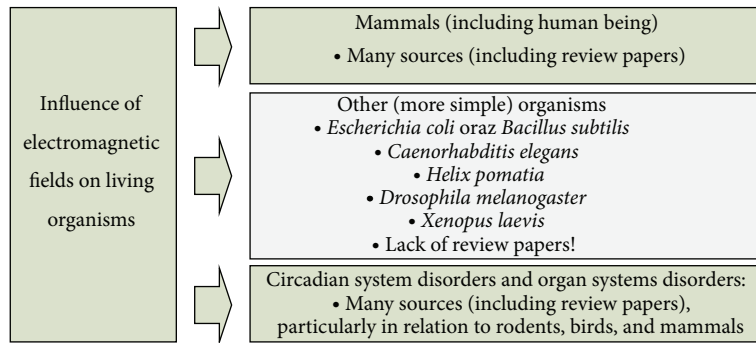 Influence of
electromagnetic
fields on living
organisms
Mammals (including human being)
• Many sources (including review papers)
Other (more simple) organisms
• Escherichia coli oraz Bacillus subtilis
• Caenorhabditis elegans
• Helix pomatia
• Drosophila melanogaster
• Xenopus laevis
• Lack of review papers!
Circadian system disorders and organ systems disorders:
• Many sources (including review papers),
particularly in relation to rodents, birds, and mammals